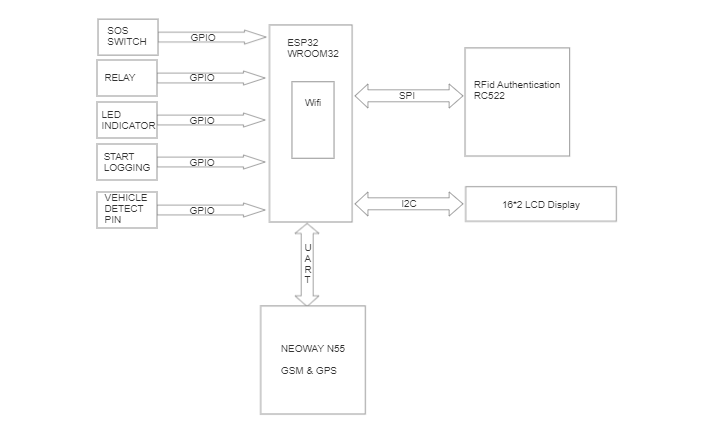 SOS
SWITCH
GPIO
RELAY
GPIO
LED
INDICATOR
GPIO
START
LOGGING
GPIO
VEHICLE
DETECT
PIN
GPIO
ESP32
WROOM32
Wifi
SPI
RFid Authentication
RC522
I2C
16*2 LCD Display
UART
NEOWAY N55
GSM & GPS